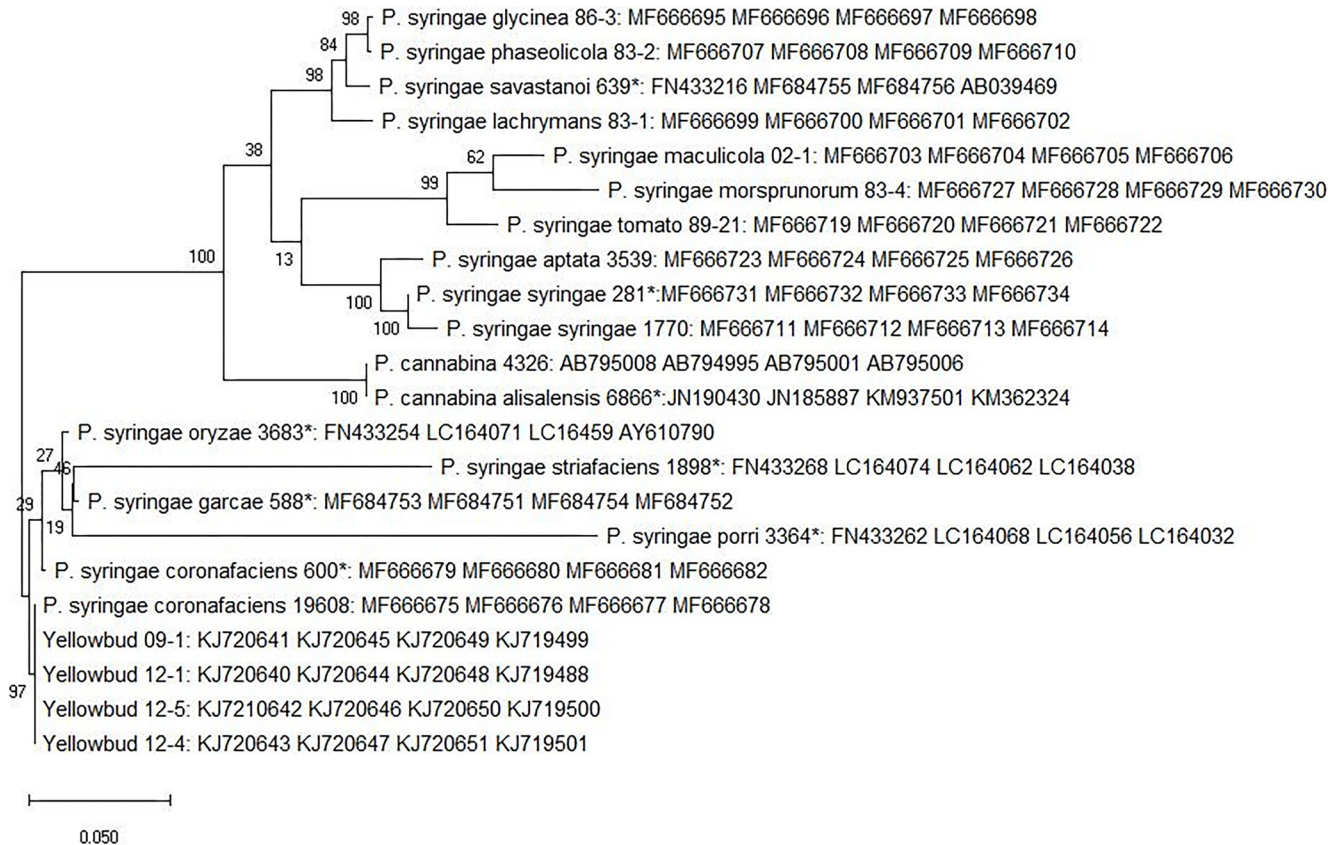 98 P. syringae glycinea 86-3: MF666695 MF666696 MF666697 MF666698
84 P. syringae phaseolicola 83-2: MF666707 MF666708 MF666709 MF666710
98 P. syringae savastanoi 639*: FN433216 MF684755 MF684756 AB039469
P. syringae lachrymans 83-1: MF666699 MF666700 MF666701 MF666702
38 62 P. syringae maculicola 02-1: MF666703 MF666704 MF666705 MF666706
99 P. syringae morsprunorum 83-4: MF666727 MF666728 MF666729 MF666730
P. syringae tomato 89-21: MF666719 MF666720 MF666721 MF666722
100 13 P. syringae aptata 3539: MF666723 MF666724 MF666725 MF666726
100 P. syringae syringae 281*:MF666731 MF666732 MF666733 MF666734
100 P. syringae syringae 1770: MF666711 MF666712 MF666713 MF666714
P. cannabina 4326: AB795008 AB794995 AB795001 AB795006
100 P. cannabina alisalensis 6866*:JN190430 JN185887 KM937501 KM362324
P. syringae oryzae 3683*: FN433254 LC164071 LC16459 AY610790
27 46 P. syringae striafaciens 1898*: FN433268 LC164074 LC164062 LC164038
29 P. syringae garcae 588*: MF684753 MF684751 MF684754 MF684752
19 P. syringae porri 3364*: FN433262 LC164068 LC164056 LC164032
P. syringae coronafaciens 600*: MF666679 MF666680 MF666681 MF666682
P. syringae coronafaciens 19608: MF666675 MF666676 MF666677 MF666678
Yellowbud 09-1: KJ720641 KJ720645 KJ720649 KJ719499
Yellowbud 12-1: KJ720640 KJ720644 KJ720648 KJ719488
97 Yellowbud 12-5: KJ7210642 KJ720646 KJ720650 KJ719500
Yellowbud 12-4: KJ720643 KJ720647 KJ720651 KJ719501
0.050